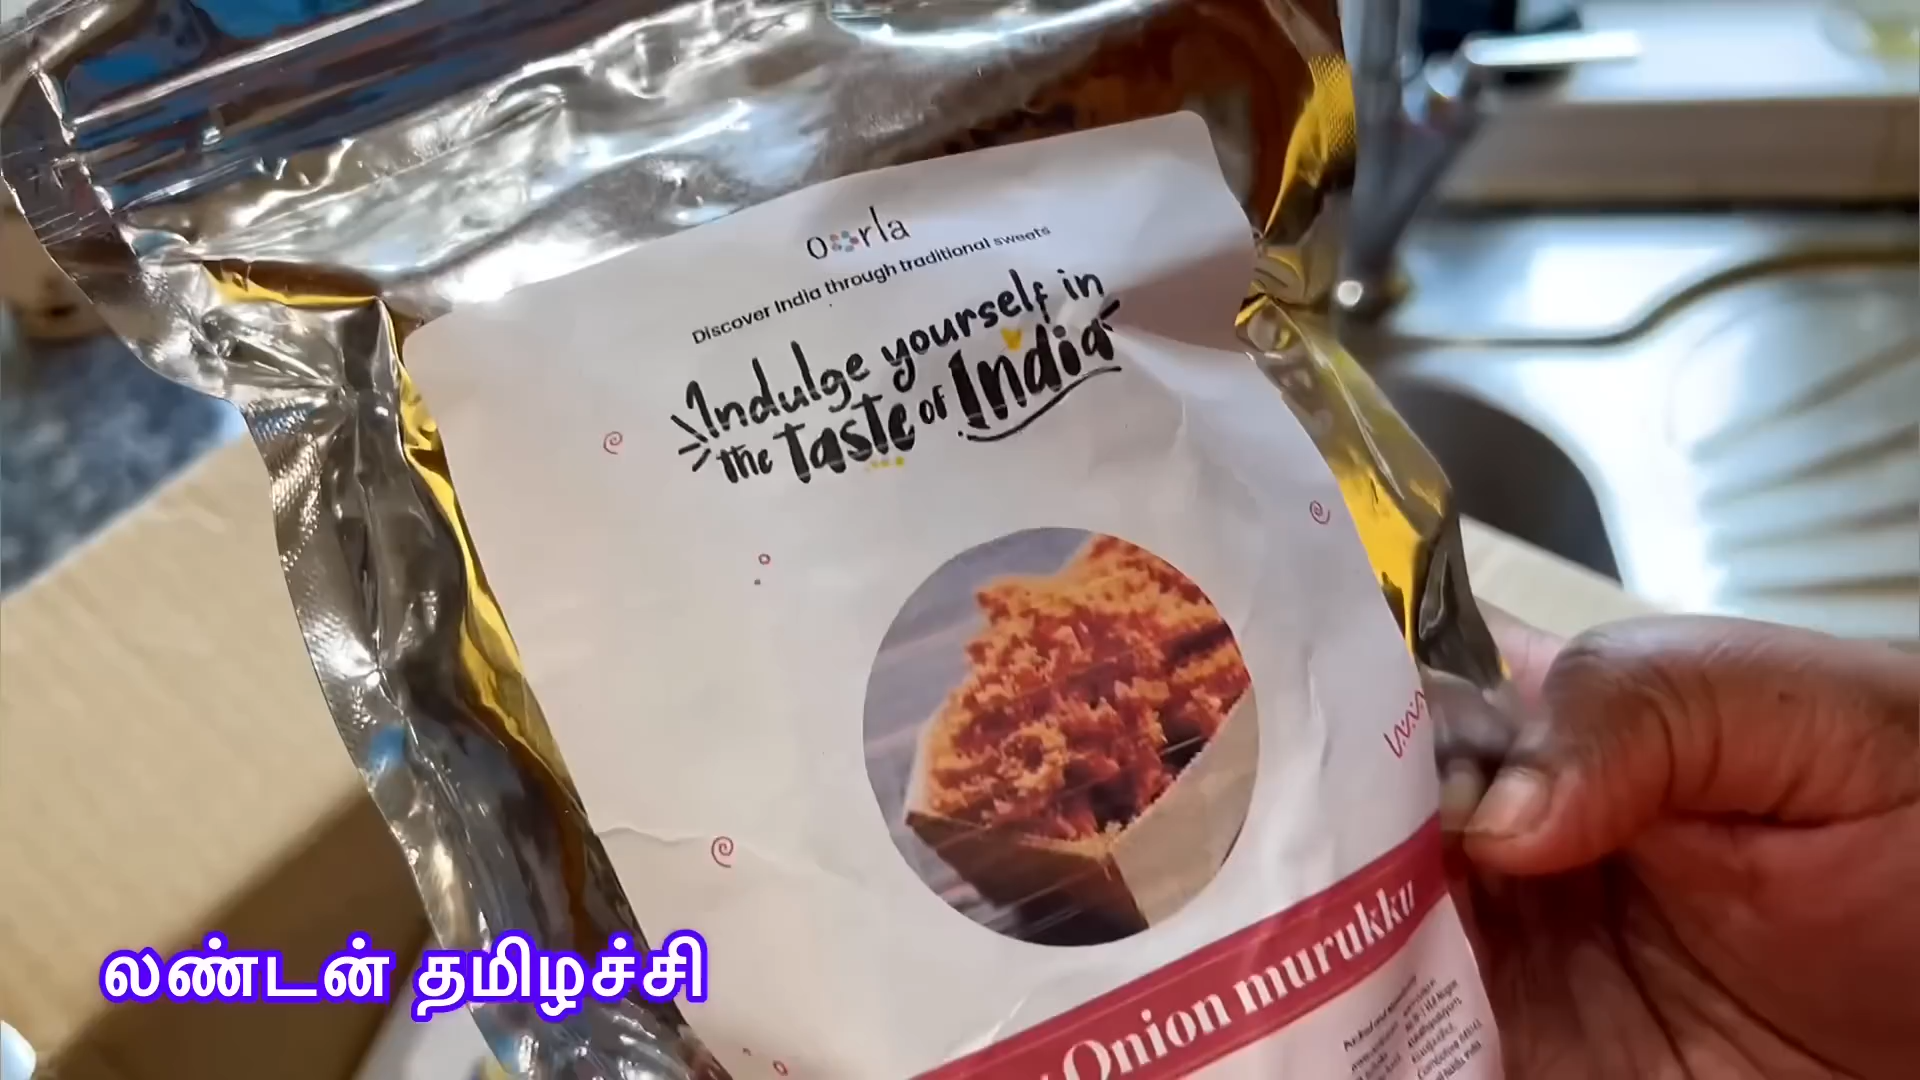 oorla
Discover India through traditional sweets
Indulge yourself in
the Taste of India
Onion murukku
லண்டன் தமிழச்சி